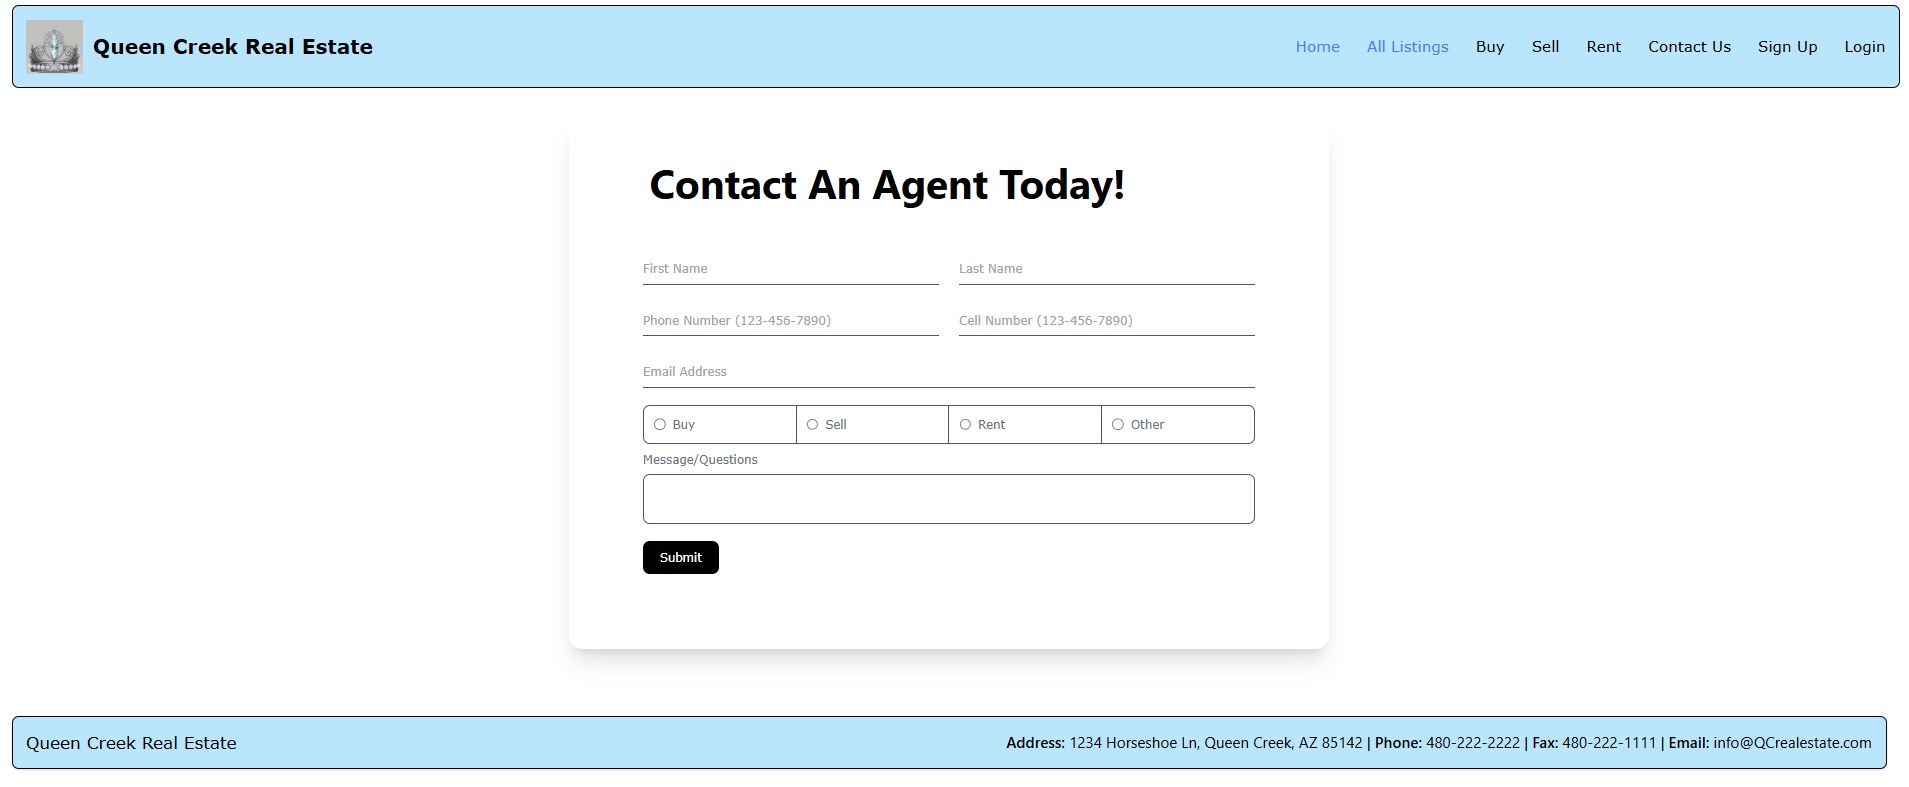 Queen Creek Real Estate Home All Listings Buy Sell Rent Contact Us Sign Up Login
Contact An Agent Today!
First Name Last Name
Phone Number (123-456-7890) Cell Number (123-456-7890)
Email Address
Buy Sell Rent Other
Message/Questions
Submit
Queen Creek Real Estate Address: 1234 Horseshoe Ln, Queen Creek, AZ 85142 | Phone: 480-222-2222 | Fax: 480-222-1111 | Email: info@QCrealestate.com